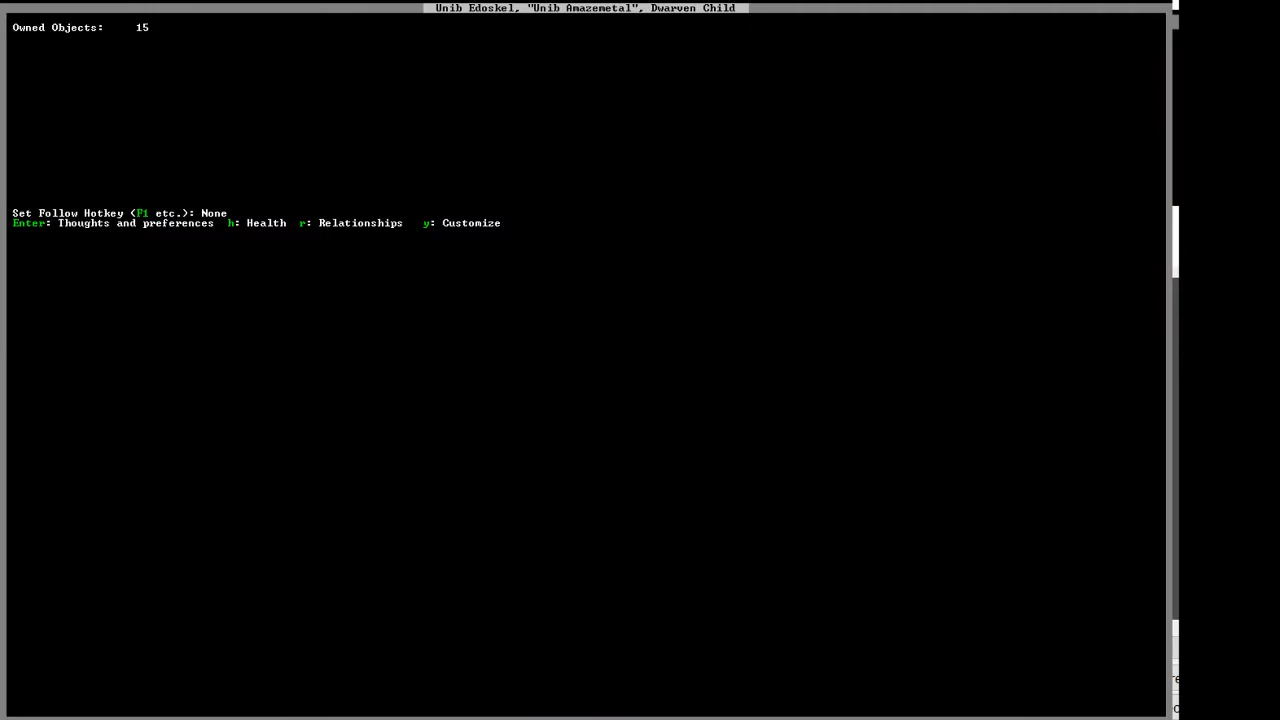 Unib Edoskel, "Unib Amazemetal", Dwarven Child
Owned Objects: 15
Set Follow Hotkey (F1 etc.): None
Enter: Thoughts and preferences h: Health r: Relationships y: Customize